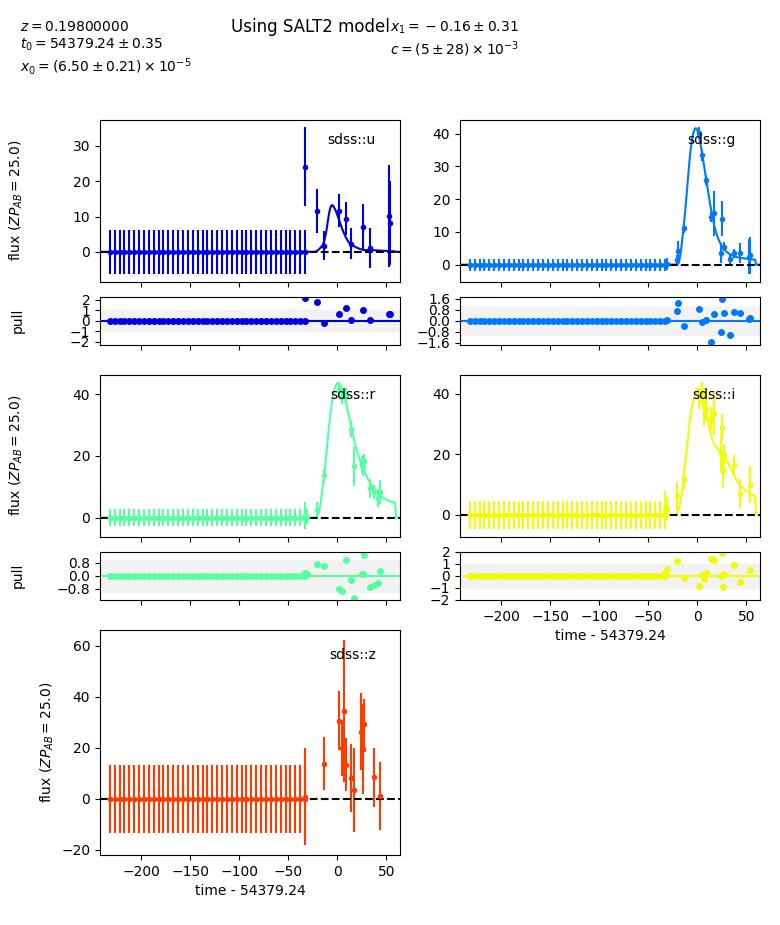 z = 0.19800000
t₀ = 54379.24 ± 0.35
x₀ = (6.50 ± 0.21) × 10⁻⁵
Using SALT2 model
x₁ = −0.16 ± 0.31
c = (5 ± 28) × 10⁻³
sdss::u
30
20
10
0
flux (ZP_AB = 25.0)
sdss::g
40
30
20
10
0
2
1
0
−1
−2
pull
1.6
0.8
0.0
−0.8
−1.6
sdss::r
40
20
0
flux (ZP_AB = 25.0)
sdss::i
40
20
0
0.8
0.0
−0.8
pull
2
1
0
−1
−2
−200 −150 −100 −50 0 50
time - 54379.24
sdss::z
60
40
20
0
−20
flux (ZP_AB = 25.0)
−200 −150 −100 −50 0 50
time - 54379.24